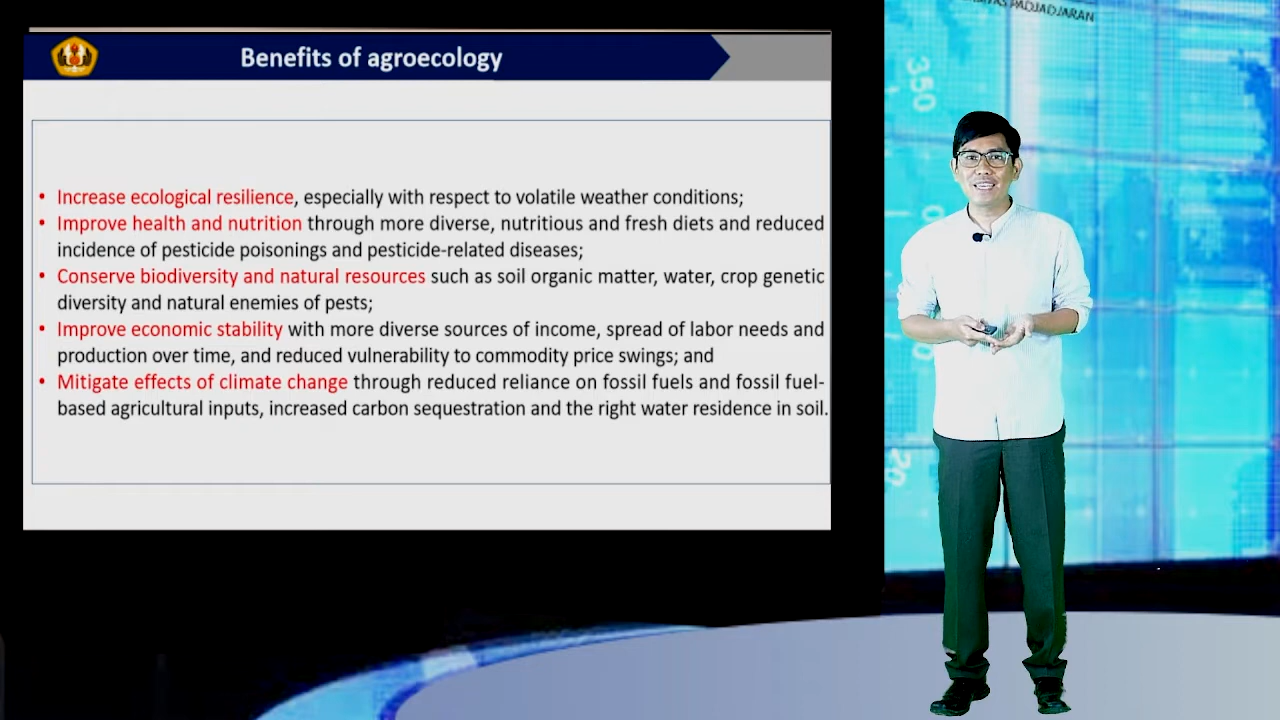 PADJADJARAN
Benefits of agroecology
350
• Increase ecological resilience, especially with respect to volatile weather conditions;
• Improve health and nutrition through more diverse, nutritious and fresh diets and reduced
incidence of pesticide poisonings and pesticide-related diseases;
• Conserve biodiversity and natural resources such as soil organic matter, water, crop genetic
diversity and natural enemies of pests;
• Improve economic stability with more diverse sources of income, spread of labor needs and
production over time, and reduced vulnerability to commodity price swings; and
• Mitigate effects of climate change through reduced reliance on fossil fuels and fossil fuel-
based agricultural inputs, increased carbon sequestration and the right water residence in soil.
20